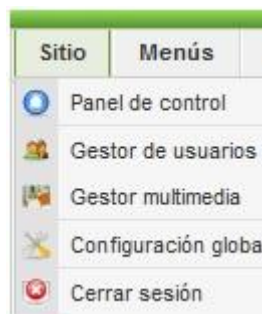 Sitio Menús
Panel de control
Gestor de usuarios
Gestor multimedia
Configuración globa
Cerrar sesión